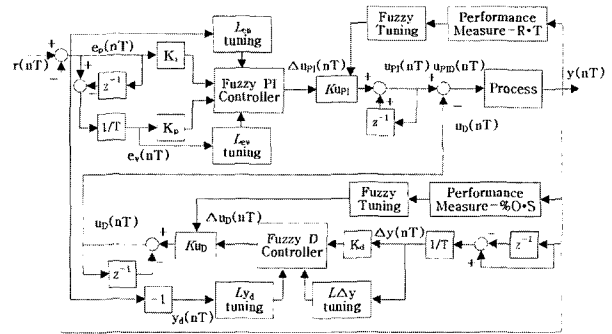 L_ep tuning
Fuzzy Tuning
Performance Measure-R•T
r(nT)
+
−
e_p(nT)
K_i
Δu_PI(nT)
u_PI(nT)
u_PID(nT)
y(nT)
+
−
z⁻¹
Fuzzy PI Controller
Ku_PI
+
+
+
−
Process
z⁻¹
u_D(nT)
1/T
K_p
e_v(nT)
L_ev tuning
Fuzzy Tuning
Performance Measure-%O•S
u_D(nT)
Δu_D(nT)
Δy(nT)
+
−
Ku_D
Fuzzy D Controller
K_d
1/T
−
+
z⁻¹
z⁻¹
-1
y_d(nT)
Ly_d tuning
LΔy tuning